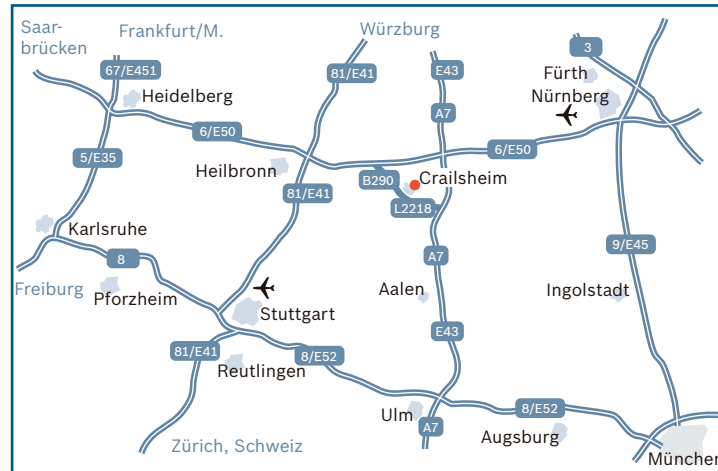 Saar-
brücken
Frankfurt/M.
Würzburg
3
67/E451
81/E41
E43
Fürth
Nürnberg
Heidelberg
A7
6/E50
6/E50
5/E35
Heilbronn
B290
Crailsheim
81/E41
L2218
Karlsruhe
9/E45
8
A7
Freiburg
Pforzheim
Aalen
Ingolstadt
Stuttgart
E43
81/E41
8/E52
Reutlingen
8/E52
Ulm
A7
Augsburg
Zürich, Schweiz
München